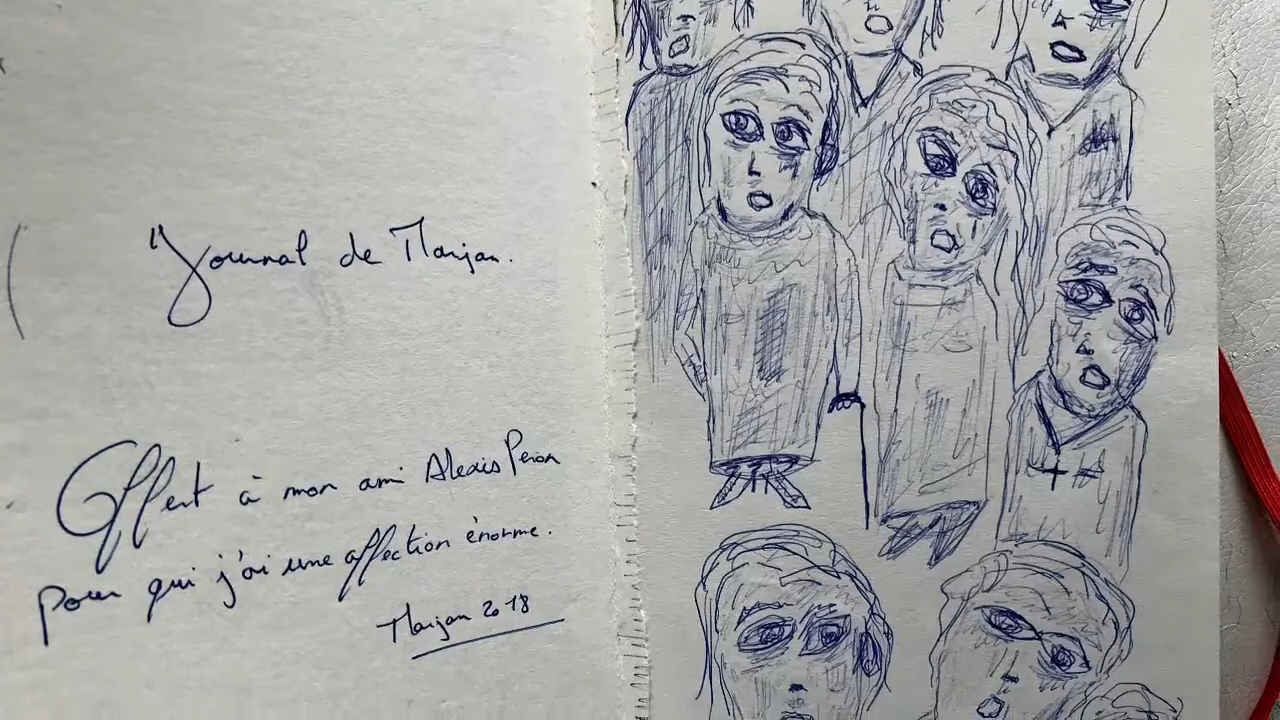 "Journal de Marjan.
Offert à mon ami Alexis Peron
pour qui j'ai une affection énorme.
Marjan 2018